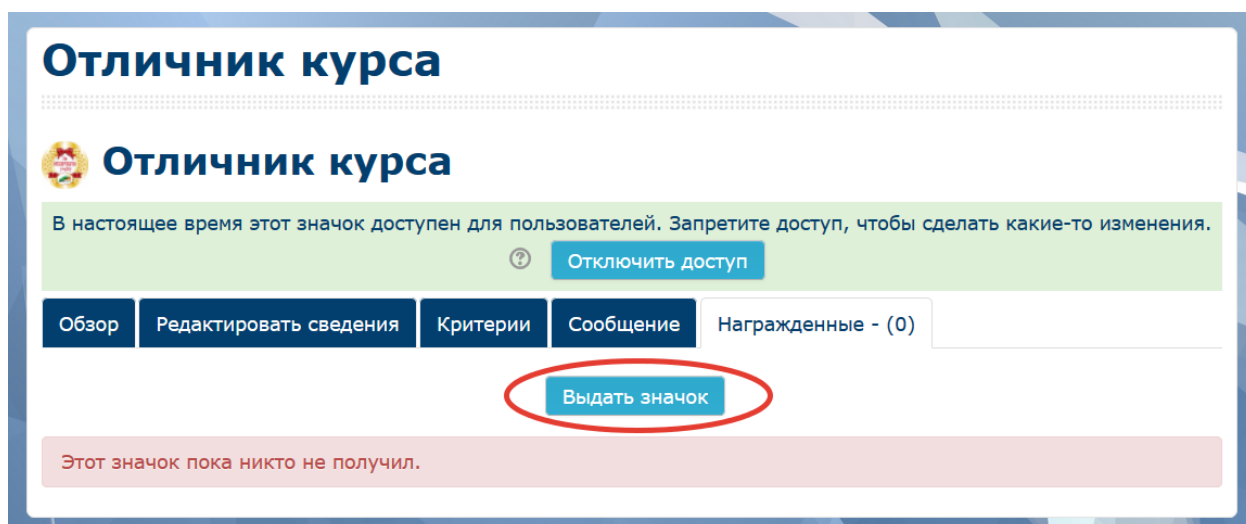 Отличник курса
Отличник курса
В настоящее время этот значок доступен для пользователей. Запретите доступ, чтобы сделать какие-то изменения.
? Отключить доступ
Обзор Редактировать сведения Критерии Сообщение Награжденные - (0)
Выдать значок
Этот значок пока никто не получил.